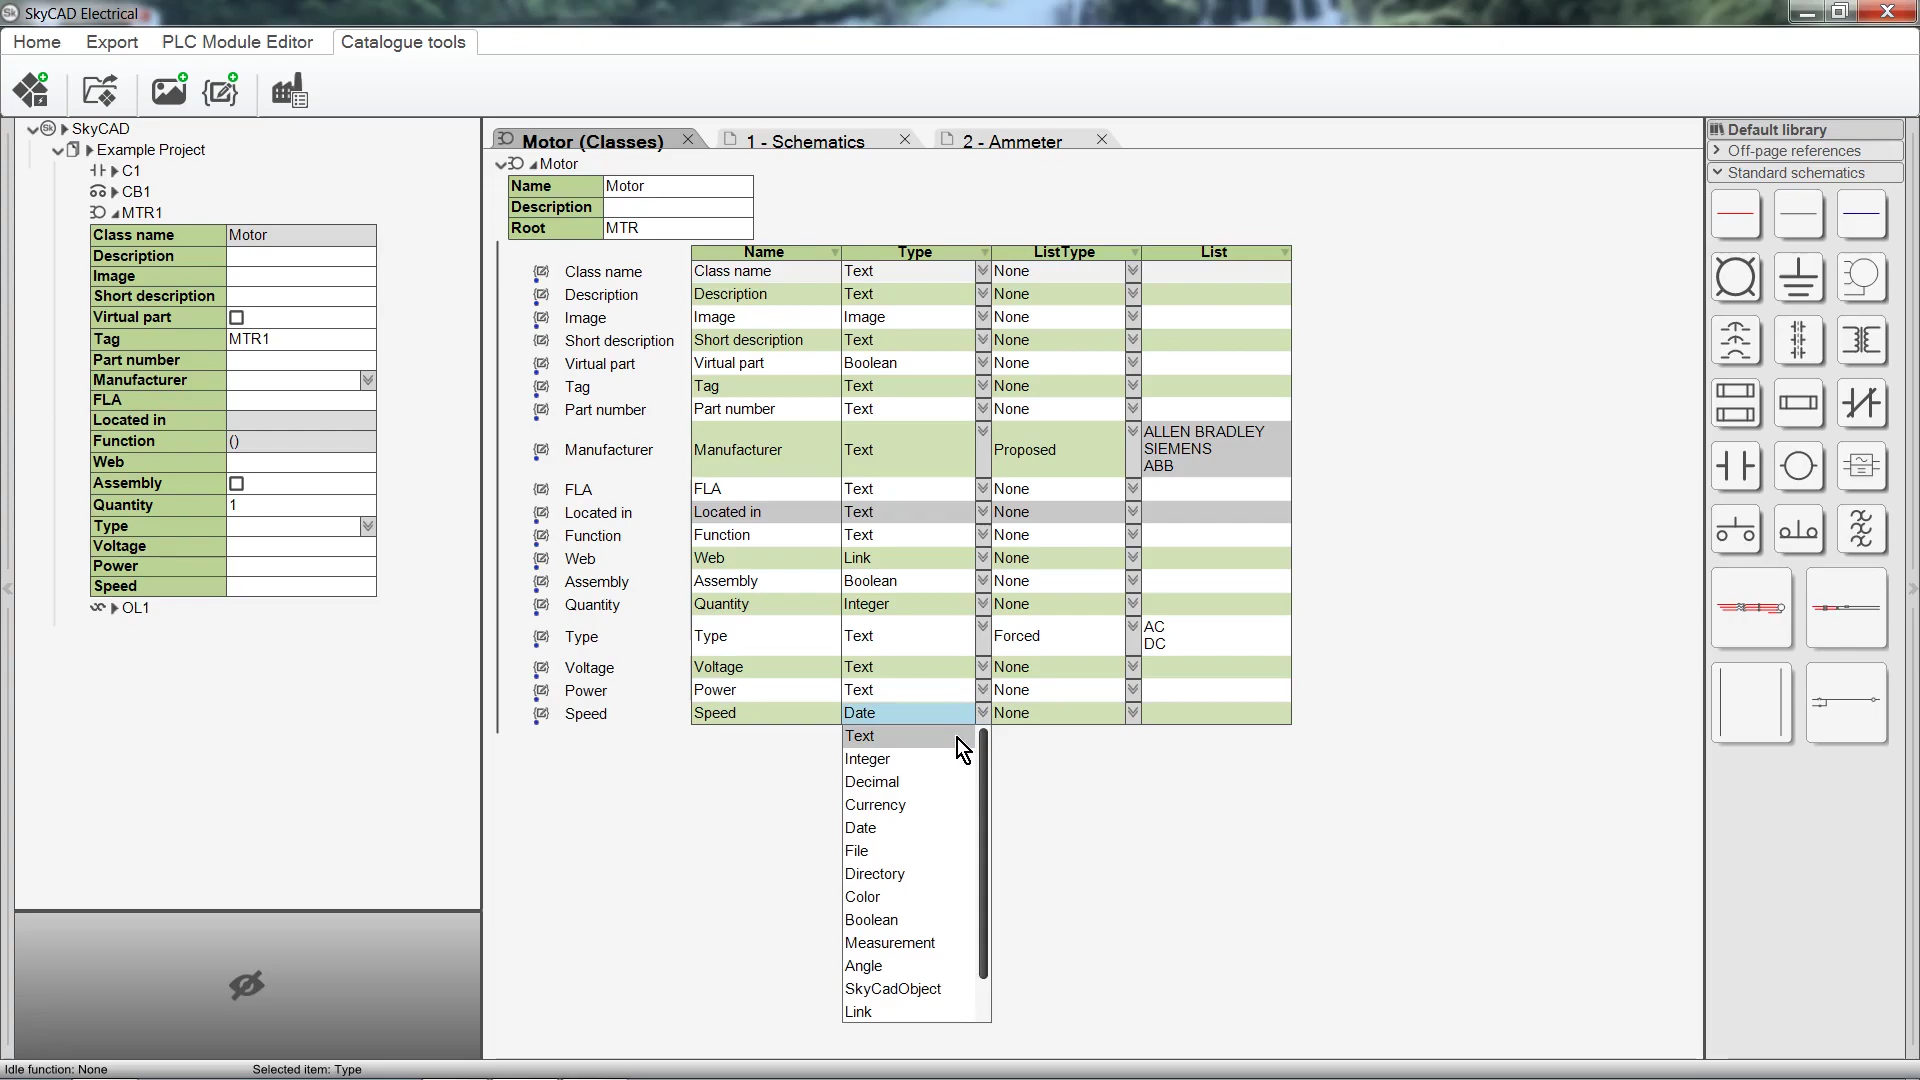 SkyCAD Electrical
Home Export PLC Module Editor Catalogue tools
SkyCAD
Example Project
C1
CB1
MTR1
Class name Motor
Description
Image
Short description
Virtual part
Tag MTR1
Part number
Manufacturer
FLA
Located in
Function ()
Web
Assembly
Quantity 1
Type
Voltage
Power
Speed
OL1
Motor (Classes) 1 - Schematics 2 - Ammeter
Motor
Name Motor
Description
Root MTR
Name Type ListType List
Class name Class name Text None
Description Description Text None
Image Image Image None
Short description Short description Text None
Virtual part Virtual part Boolean None
Tag Tag Text None
Part number Part number Text None
Manufacturer Manufacturer Text Proposed ALLEN BRADLEY
SIEMENS
ABB
FLA FLA Text None
Located in Located in Text None
Function Function Text None
Web Web Link None
Assembly Assembly Boolean None
Quantity Quantity Integer None
Type Type Text Forced AC
DC
Voltage Voltage Text None
Power Power Text None
Speed Speed Date None
Text
Integer
Decimal
Currency
Date
File
Directory
Color
Boolean
Measurement
Angle
SkyCadObject
Link
Default library
Off-page references
Standard schematics
Idle function: None Selected item: Type